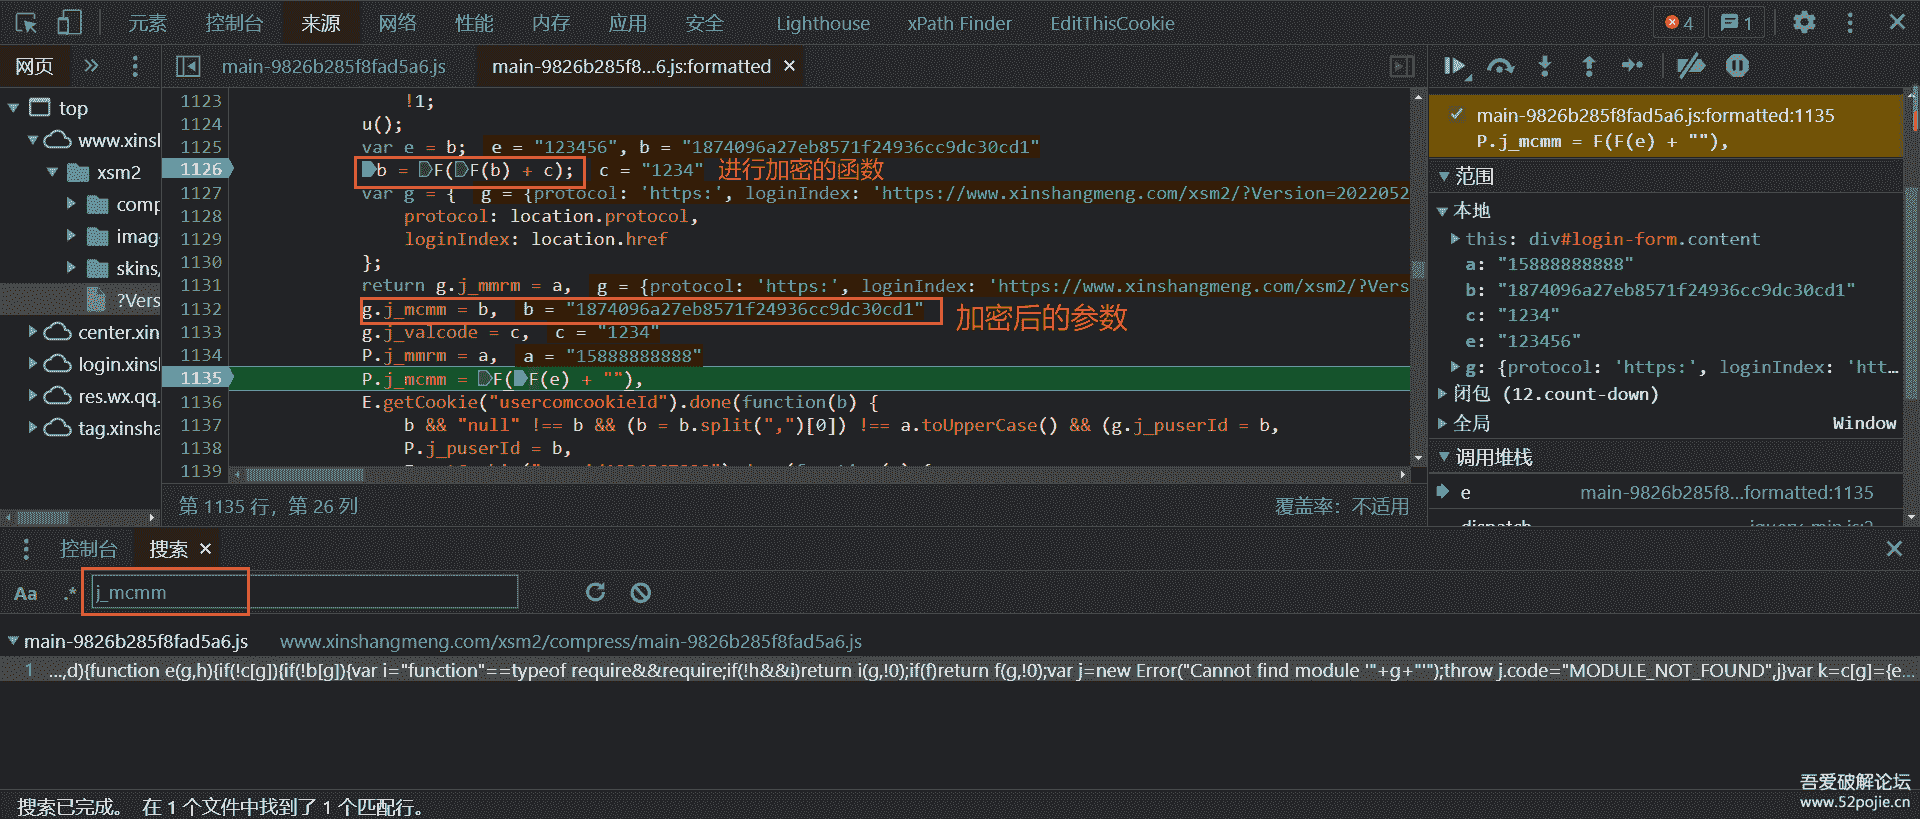 元素 控制台 来源 网络 性能 内存 应用 安全 Lighthouse xPath Finder EditThisCookie 4 1
网页 main-9826b285f8fad5a6.js main-9826b285f8...6.js:formatted
top
www.xinsh
xsm2
comp
imag
skins,
?Vers
center.xin
login.xinsh
res.wx.qq.
tag.xinsha
1123 !1;
1124 u();
1125 var e = b; e = "123456", b = "1874096a27eb8571f24936cc9dc30cd1"
1126 b = F(F(b) + c); c = "1234" 进行加密的函数
1127 var g = { g = {protocol: 'https:', loginIndex: 'https://www.xinshangmeng.com/xsm2/?Version=2022052
1128 protocol: location.protocol,
1129 loginIndex: location.href
1130 };
1131 return g.j_mmrm = a, g = {protocol: 'https:', loginIndex: 'https://www.xinshangmeng.com/xsm2/?Vers
1132 g.j_mcmm = b, b = "1874096a27eb8571f24936cc9dc30cd1" 加密后的参数
1133 g.j_valcode = c, c = "1234"
1134 P.j_mmrm = a, a = "15888888888"
1135 P.j_mcmm = F(F(e) + ""),
1136 E.getCookie("usercomcookieId").done(function(b) {
1137 b && "null" !== b && (b = b.split(",")[0]) !== a.toUpperCase() && (g.j_puserId = b,
1138 P.j_puserId = b,
1139
第 1135 行，第 26 列 覆盖率：不适用
main-9826b285f8fad5a6.js:formatted:1135
P.j_mcmm = F(F(e) + ""),
范围
本地
this: div#login-form.content
a: "15888888888"
b: "1874096a27eb8571f24936cc9dc30cd1"
c: "1234"
e: "123456"
g: {protocol: 'https:', loginIndex: 'htt...
闭包 (12.count-down)
全局 Window
调用堆栈
e main-9826b285f8...formatted:1135
dispatch jquery.min.js:2
控制台 搜索
Aa .* j_mcmm
main-9826b285f8fad5a6.js www.xinshangmeng.com/xsm2/compress/main-9826b285f8fad5a6.js
1 ...,d){function e(g,h){if(!c[g]){if(!b[g]){var i="function"==typeof require&&require;if(!h&&i)return i(g,!0);if(f)return f(g,!0);var j=new Error("Cannot find module '"+g+"'");throw j.code="MODULE_NOT_FOUND",j}var k=c[g]={e...
搜索已完成。 在 1 个文件中找到了 1 个匹配行。
吾爱破解论坛
www.52pojie.cn